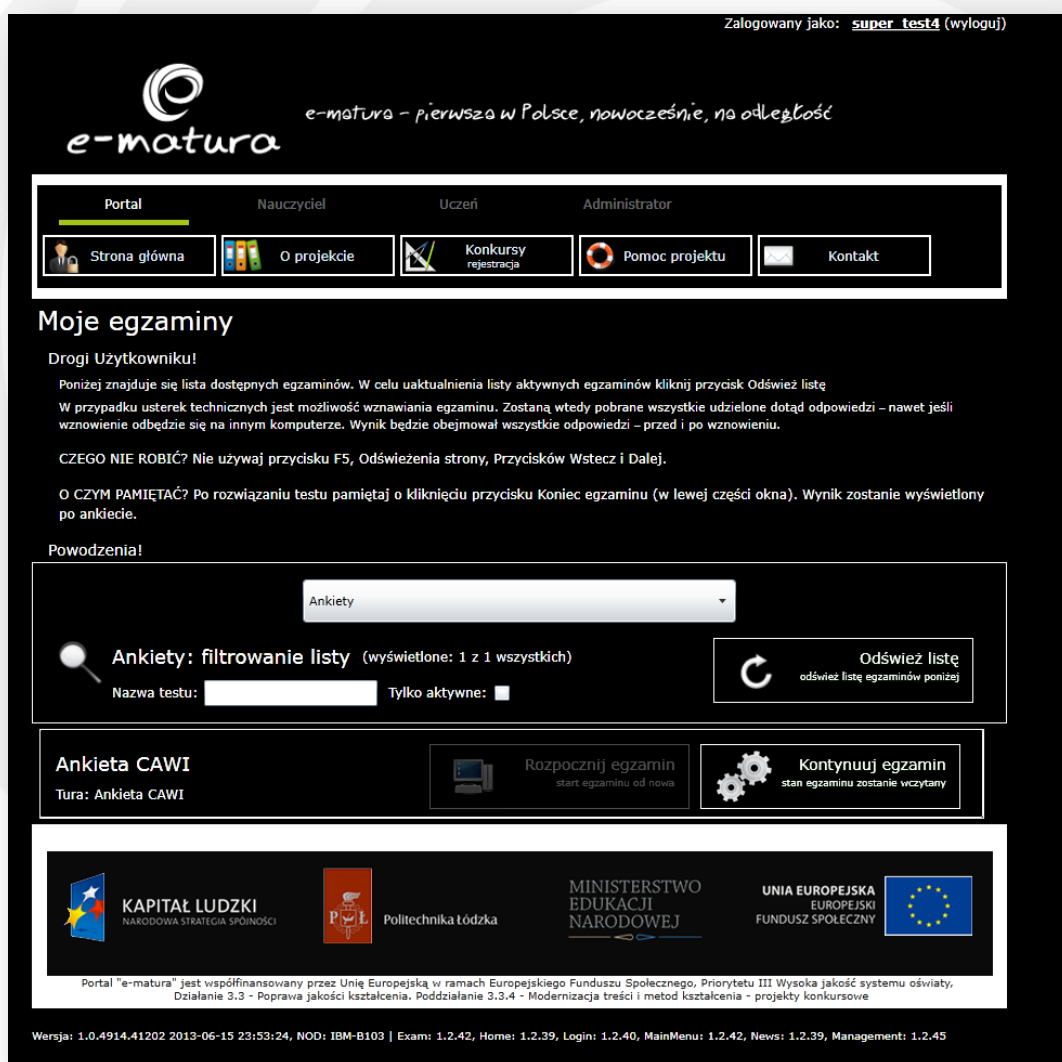 Zalogowany jako: super_test4 (wyloguj)
e-matura
e-matura - pierwsza w Polsce, nowocześnie, na odległość
Portal Nauczyciel Uczeń Administrator
Strona główna O projekcie Konkursy rejestracja Pomoc projektu Kontakt
Moje egzaminy
Drogi Użytkowniku!
Poniżej znajduje się lista dostępnych egzaminów. W celu uaktualnienia listy aktywnych egzaminów kliknij przycisk Odśwież listę
W przypadku usterek technicznych jest możliwość wznawiania egzaminu. Zostaną wtedy pobrane wszystkie udzielone dotąd odpowiedzi – nawet jeśli
wznowienie odbędzie się na innym komputerze. Wynik będzie obejmował wszystkie odpowiedzi – przed i po wznowieniu.
CZEGO NIE ROBIĆ? Nie używaj przycisku F5, Odświeżenia strony, Przycisków Wstecz i Dalej.
O CZYM PAMIĘTAĆ? Po rozwiązaniu testu pamiętaj o kliknięciu przycisku Koniec egzaminu (w lewej części okna). Wynik zostanie wyświetlony
po ankiecie.
Powodzenia!
Ankiety
Ankiety: filtrowanie listy (wyświetlone: 1 z 1 wszystkich)
Nazwa testu: Tylko aktywne:
Odśwież listę
odśwież listę egzaminów poniżej
Ankieta CAWI
Tura: Ankieta CAWI
Rozpocznij egzamin
start egzaminu od nowa
Kontynuuj egzamin
stan egzaminu zostanie wczytany
KAPITAŁ LUDZKI
NARODOWA STRATEGIA SPÓJNOŚCI
PŁ
Politechnika Łódzka
MINISTERSTWO
EDUKACJI
NARODOWEJ
UNIA EUROPEJSKA
EUROPEJSKI
FUNDUSZ SPOŁECZNY
Portal "e-matura" jest współfinansowany przez Unię Europejską w ramach Europejskiego Funduszu Społecznego, Priorytetu III Wysoka jakość systemu oświaty,
Działanie 3.3 - Poprawa jakości kształcenia. Poddziałanie 3.3.4 - Modernizacja treści i metod kształcenia - projekty konkursowe
Wersja: 1.0.4914.41202 2013-06-15 23:53:24, NOD: IBM-B103 | Exam: 1.2.42, Home: 1.2.39, Login: 1.2.40, MainMenu: 1.2.42, News: 1.2.39, Management: 1.2.45